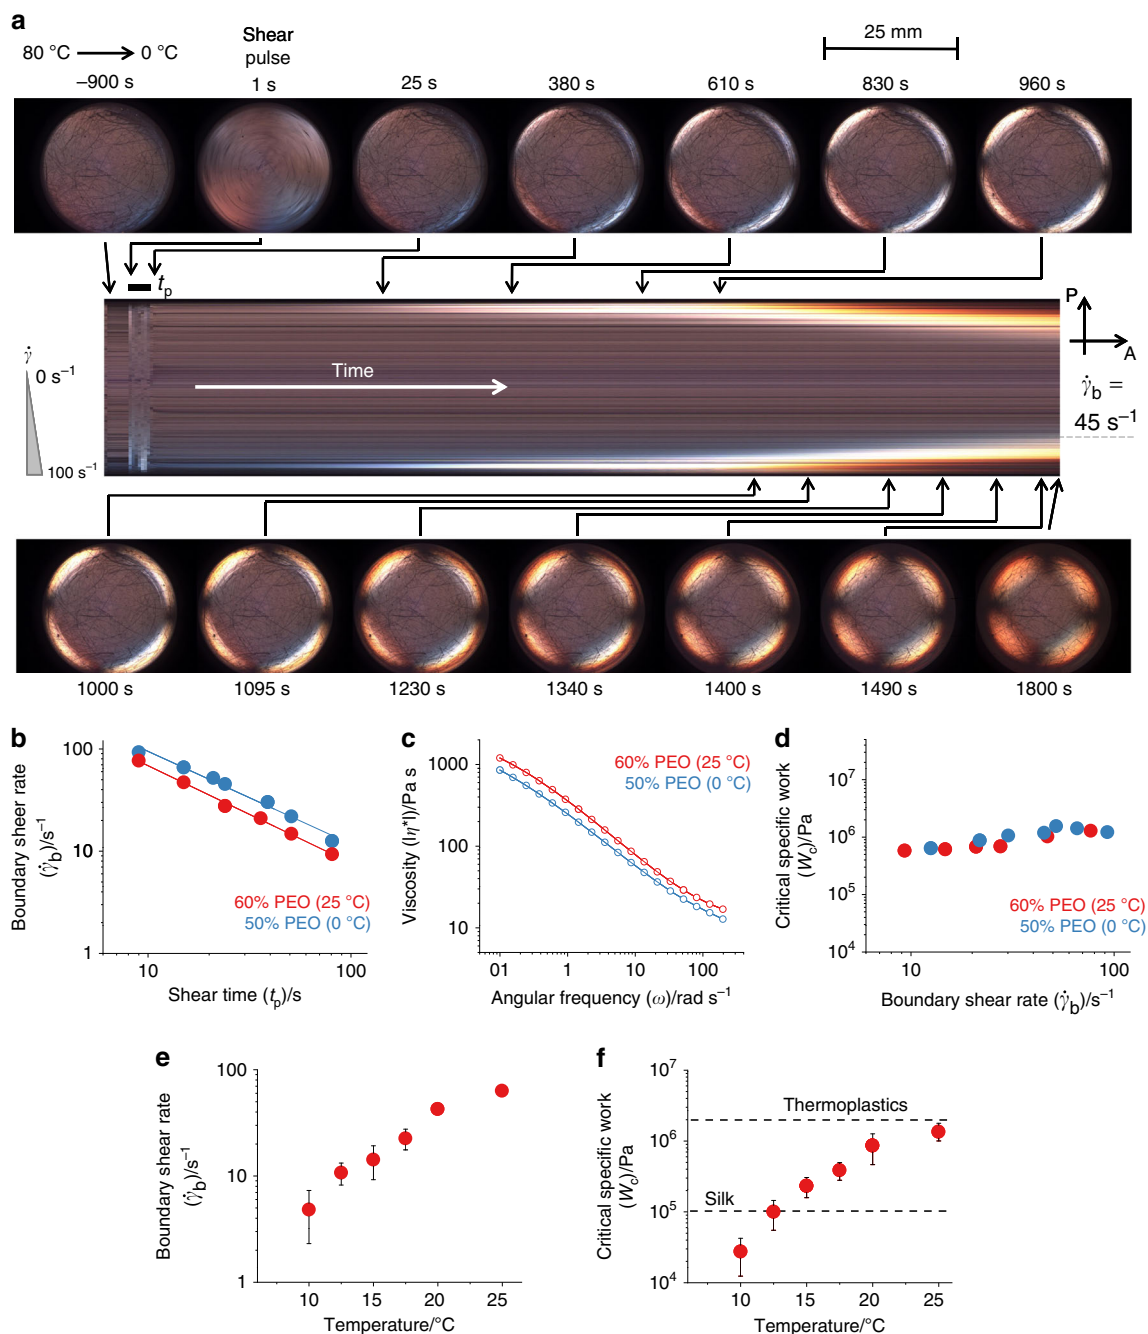 a
80 °C 0 °C
Shear
pulse
25 mm
−900 s 1 s 25 s 380 s 610 s 830 s 960 s
tp
P
A
γ̇
0 s−1
100 s−1
Time
γ̇b =
45 s−1
1000 s 1095 s 1230 s 1340 s 1400 s 1490 s 1800 s
b
Boundary sheer rate
(γ̇b)/s−1
100
10
1
60% PEO (25 °C)
50% PEO (0 °C)
10 100
Shear time (tp)/s
c
Viscosity (Iη*I)/Pa s
1000
100
10
60% PEO (25 °C)
50% PEO (0 °C)
01 1 10 100
Angular frequency (ω)/rad s−1
d
Critical specific work
(Wc)/Pa
107
106
105
104
60% PEO (25 °C)
50% PEO (0 °C)
10 100
Boundary shear rate (γ̇b)/s−1
e
Boundary shear rate
(γ̇b)/s−1
100
10
1
10 15 20 25
Temperature/°C
f
Critical specific work
(Wc)/Pa
107
106
105
104
Thermoplastics
Silk
10 15 20 25
Temperature/°C